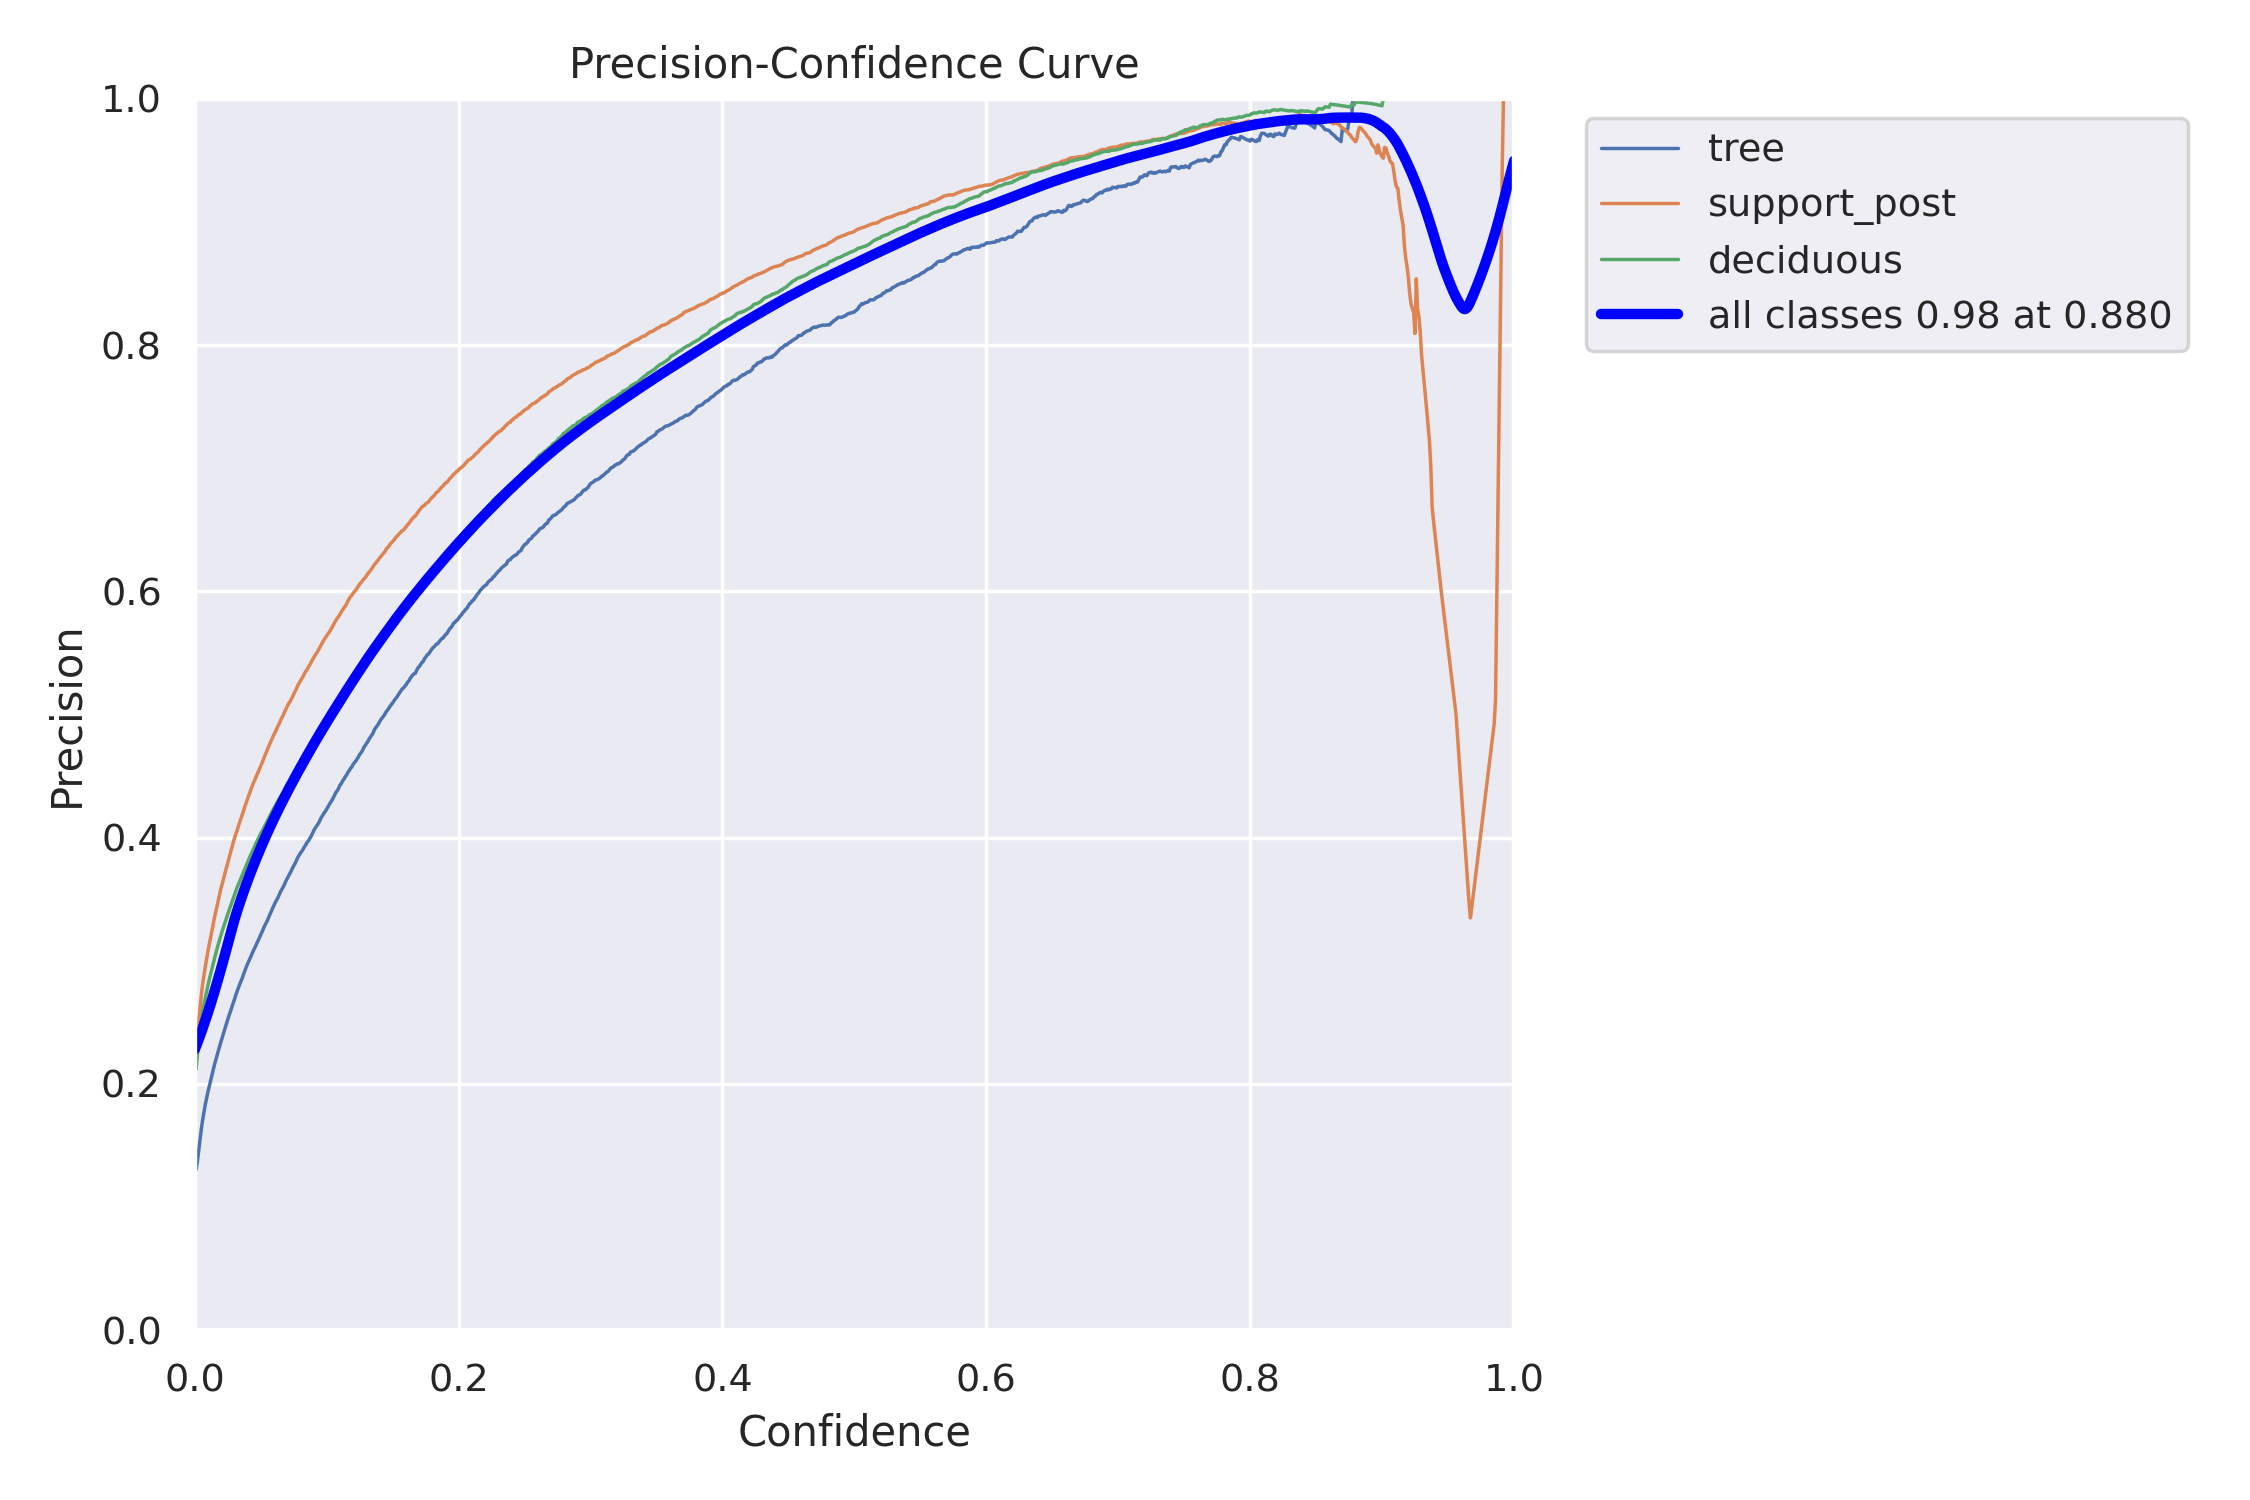 Precision-Confidence Curve
1.0
0.8
0.6
0.4
0.2
0.0
Precision
0.0 0.2 0.4 0.6 0.8 1.0
Confidence
tree
support_post
deciduous
all classes 0.98 at 0.880